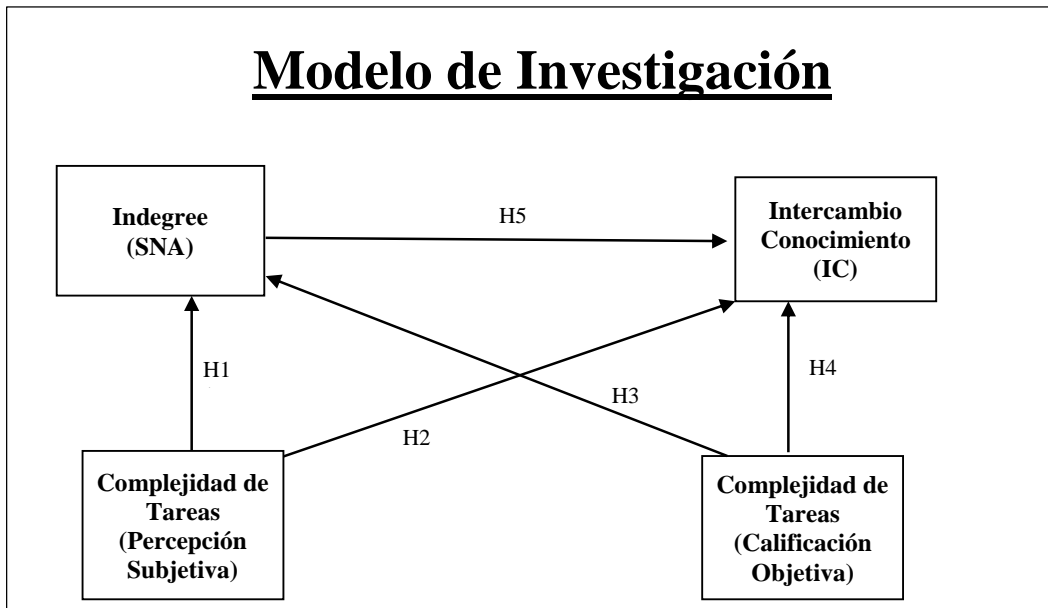 Modelo de Investigación
Indegree
(SNA)
H5
Intercambio
Conocimiento
(IC)
H1
H2
H3
H4
Complejidad de
Tareas
(Percepción
Subjetiva)
Complejidad de
Tareas
(Calificación
Objetiva)